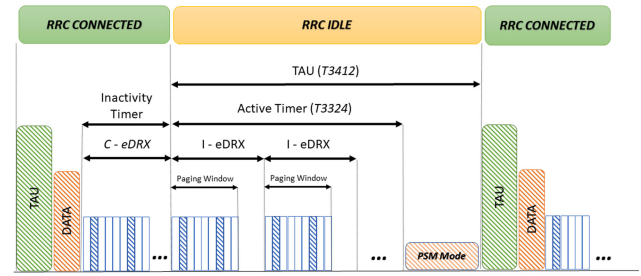 RRC CONNECTED
RRC IDLE
RRC CONNECTED
TAU (T3412)
Inactivity
Timer
Active Timer (T3324)
C - eDRX
I - eDRX
I - eDRX
Paging Window
Paging Window
TAU
DATA
...
...
PSM Mode
TAU
DATA
...